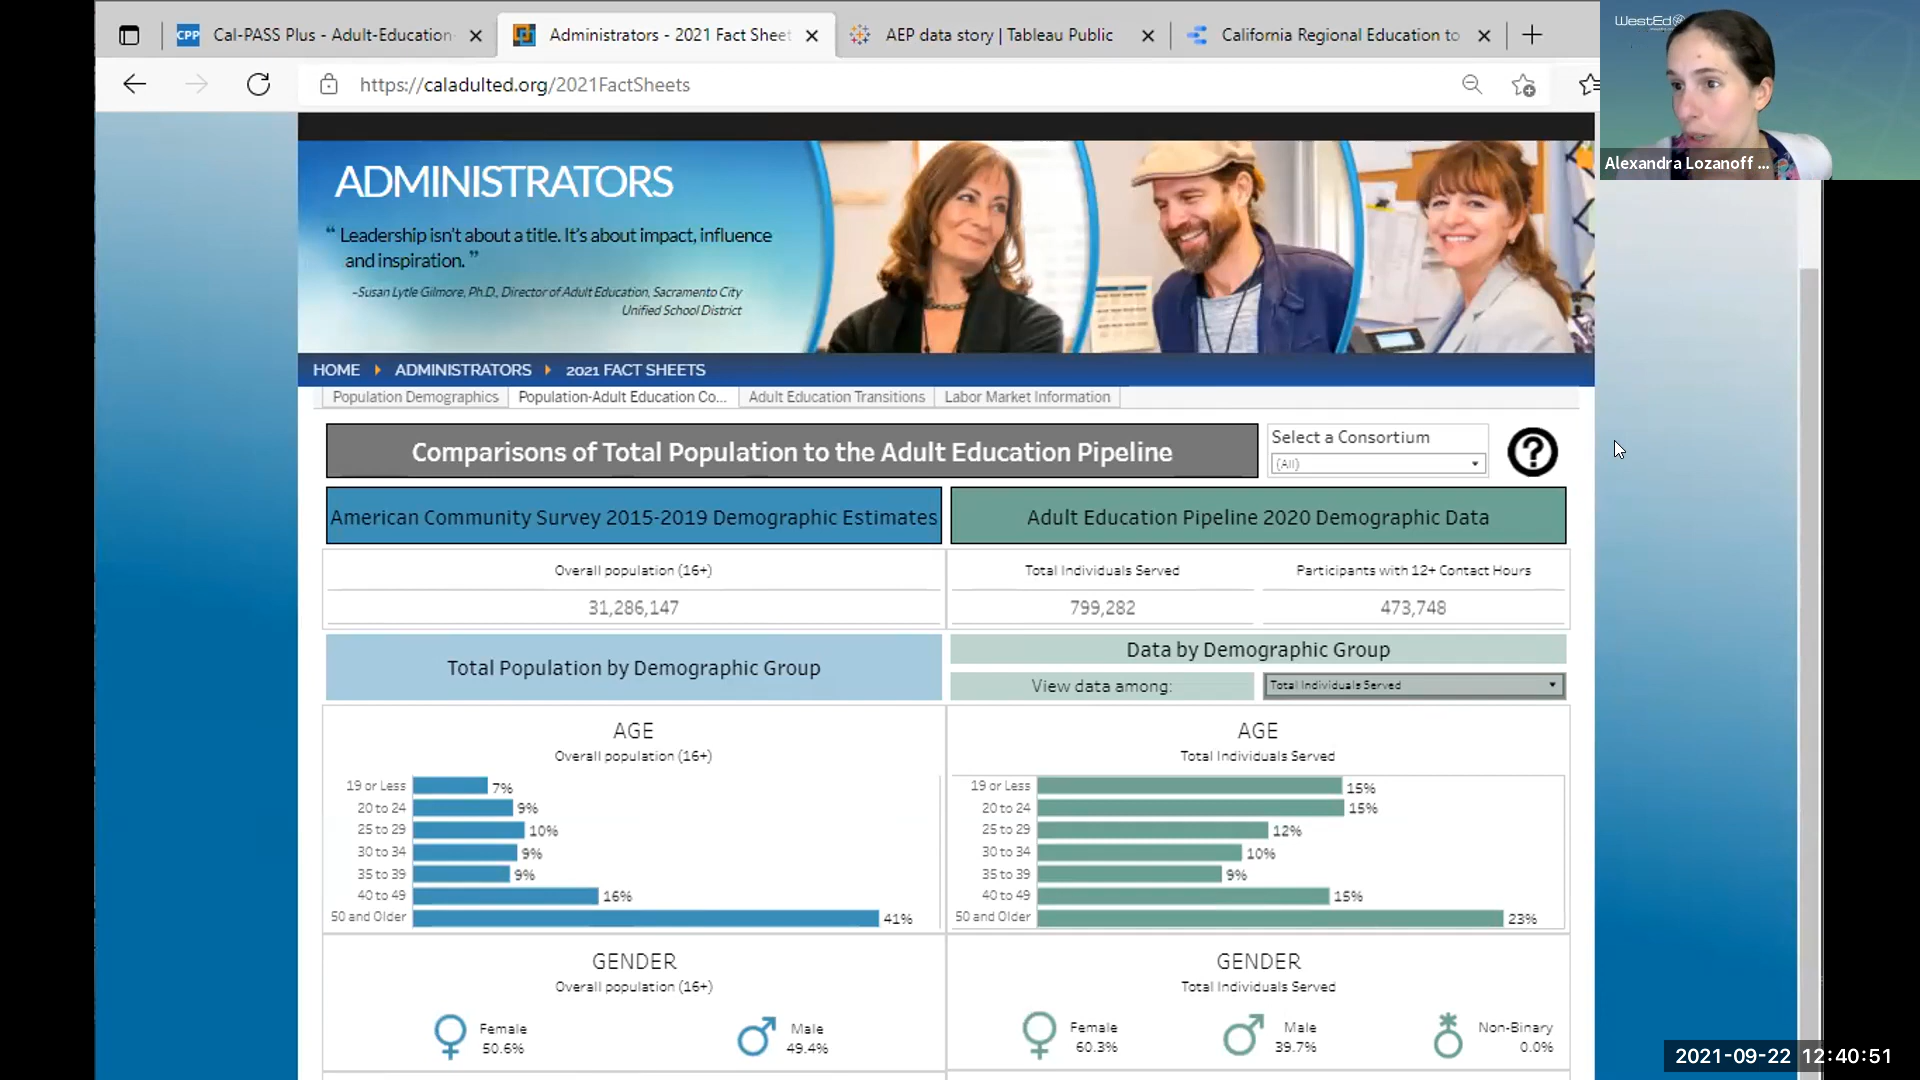 Cal-PASS Plus - Adult-Education
Administrators - 2021 Fact Sheet
AEP data story | Tableau Public
California Regional Education to
https://caladulted.org/2021FactSheets
WestEd
Alexandra Lozanoff ...
ADMINISTRATORS
“ Leadership isn't about a title. It's about impact, influence
and inspiration. ”
~Susan Lytle Gilmore, Ph.D., Director of Adult Education, Sacramento City
Unified School District
HOME ADMINISTRATORS 2021 FACT SHEETS
Population Demographics
Population-Adult Education Co...
Adult Education Transitions
Labor Market Information
Comparisons of Total Population to the Adult Education Pipeline
Select a Consortium
(All)
?
American Community Survey 2015-2019 Demographic Estimates
Adult Education Pipeline 2020 Demographic Data
Overall population (16+)
31,286,147
Total Individuals Served
799,282
Participants with 12+ Contact Hours
473,748
Total Population by Demographic Group
Data by Demographic Group
View data among:
Total Individuals Served
AGE
Overall population (16+)
19 or Less 7%
20 to 24 9%
25 to 29 10%
30 to 34 9%
35 to 39 9%
40 to 49 16%
50 and Older 41%
AGE
Total Individuals Served
19 or Less 15%
20 to 24 15%
25 to 29 12%
30 to 34 10%
35 to 39 9%
40 to 49 15%
50 and Older 23%
GENDER
Overall population (16+)
Female
50.6%
Male
49.4%
GENDER
Total Individuals Served
Female
60.3%
Male
39.7%
Non-Binary
0.0%
2021-09-22 12:40:51